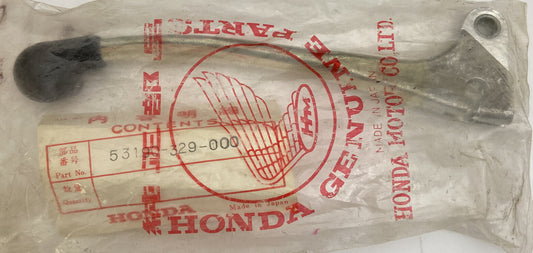 HONDA GENUINE PARTS
HM
MADE IN JAPAN
HONDA MOTOR CO.,LTD.
CONTENTS
部品
番号
Part No.
329-000
数量
Quantity
HONDA
Made in Japan